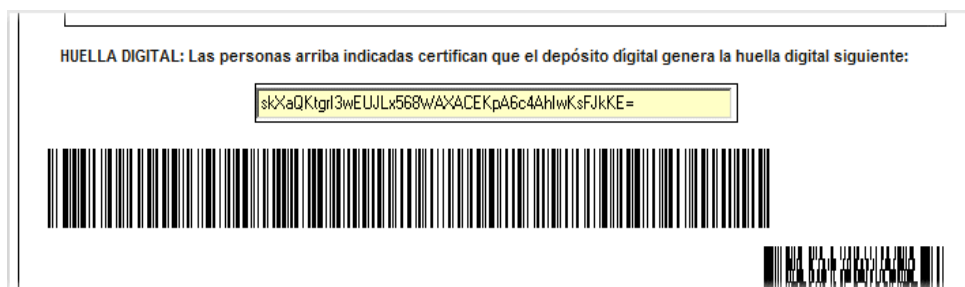 HUELLA DIGITAL: Las personas arriba indicadas certifican que el depósito digital genera la huella digital siguiente:
skXaQKtgrI3wEUJLx568WAXACEKpA6c4AhIwKsFJkKE=